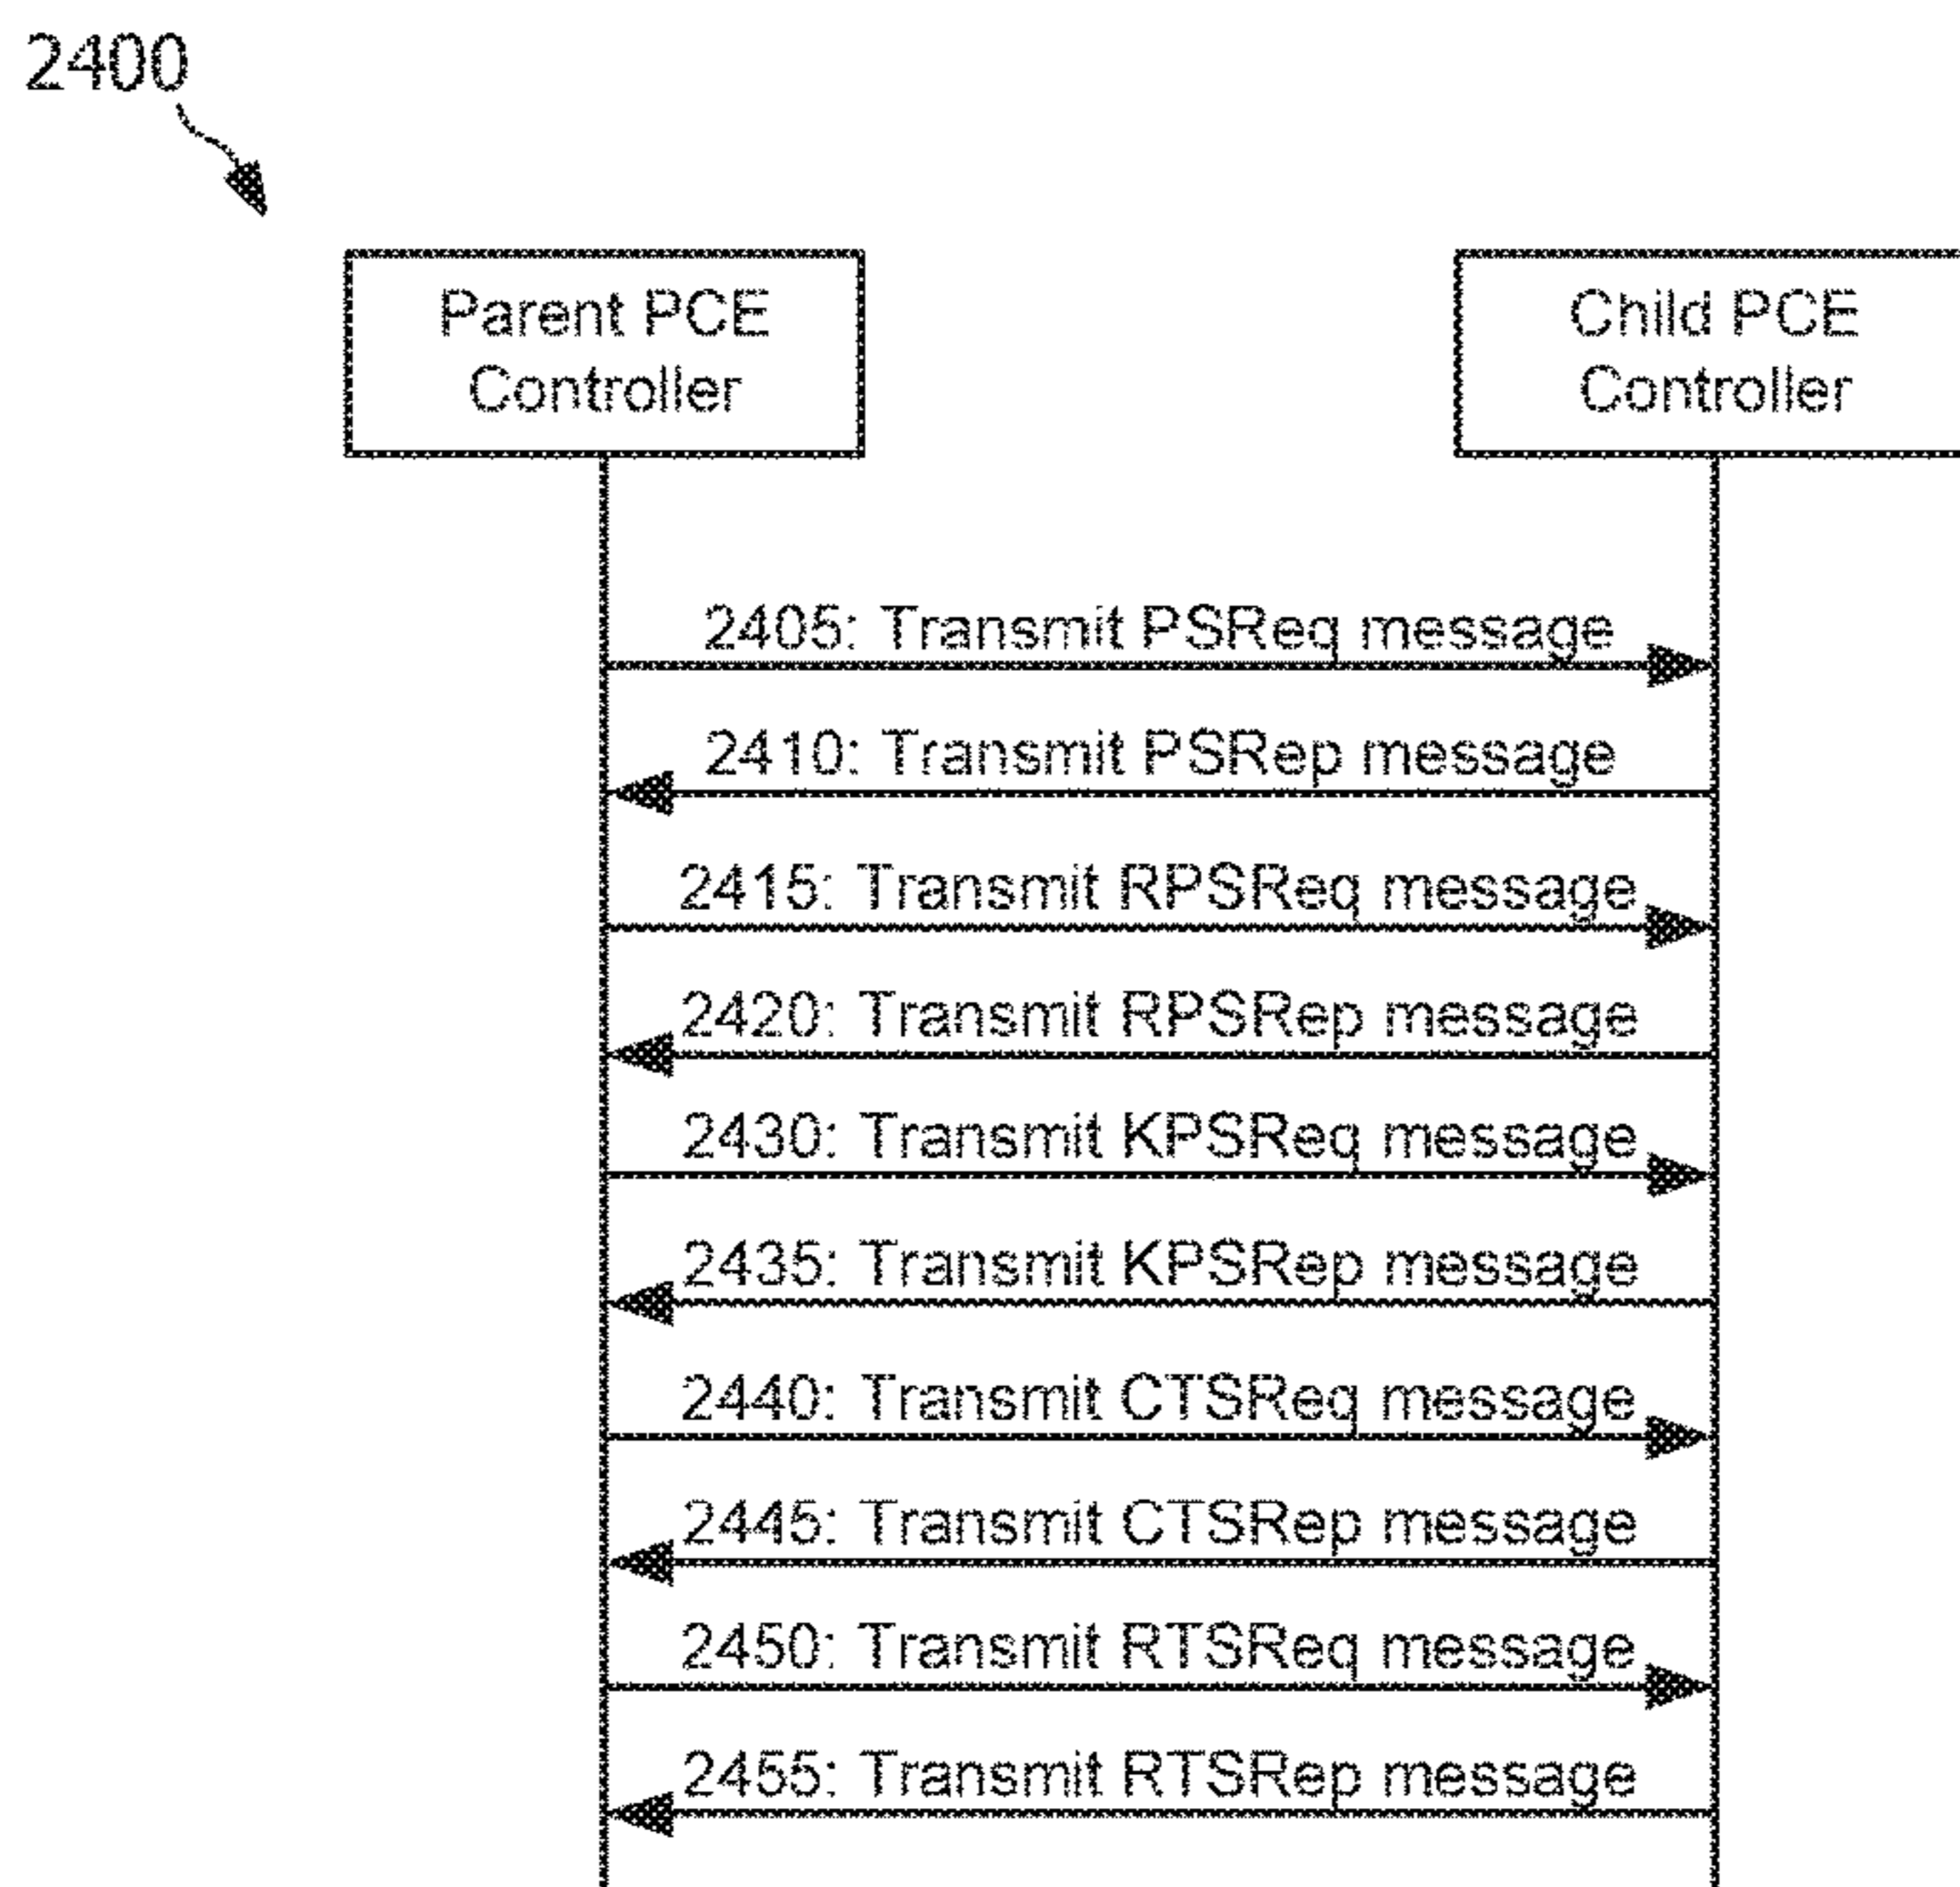 2400
Parent PCE
Controller
Child PCE
Controller
2405: Transmit PSReq message
2410: Transmit PSRep message
2415: Transmit RPSReq message
2420: Transmit RPSRep message
2430: Transmit KPSReq message
2435: Transmit KPSRep message
2440: Transmit CTSReq message
2445: Transmit CTSRep message
2450: Transmit RTSReq message
2455: Transmit RTSRep message